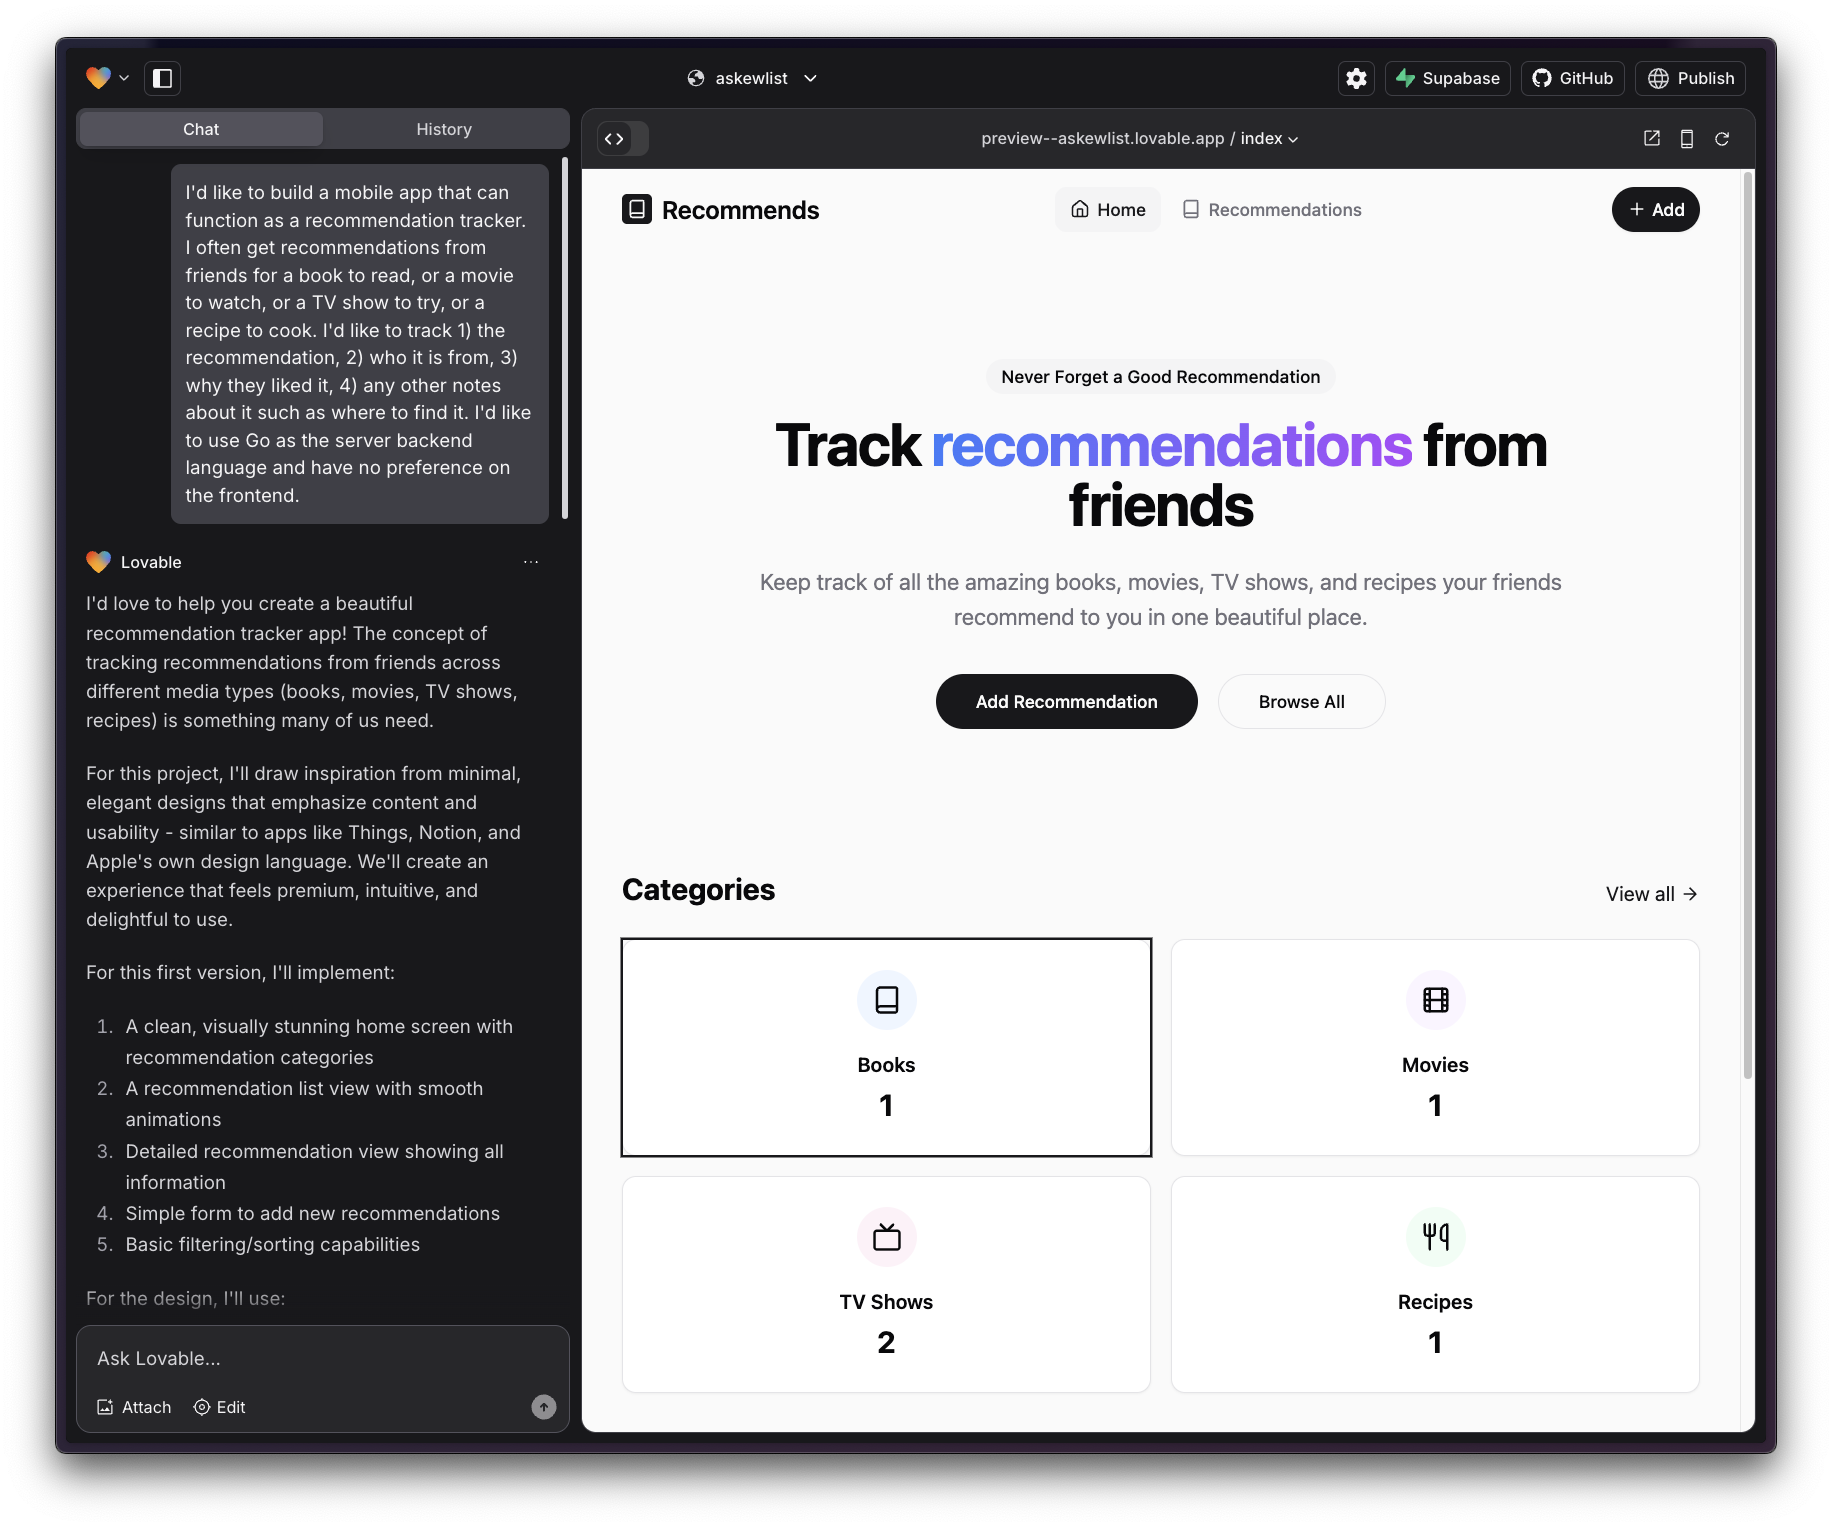 askewlist
Supabase
GitHub
Publish
Chat
History
I'd like to build a mobile app that can
function as a recommendation tracker.
I often get recommendations from
friends for a book to read, or a movie
to watch, or a TV show to try, or a
recipe to cook. I'd like to track 1) the
recommendation, 2) who it is from, 3)
why they liked it, 4) any other notes
about it such as where to find it. I'd like
to use Go as the server backend
language and have no preference on
the frontend.
Lovable
I'd love to help you create a beautiful
recommendation tracker app! The concept of
tracking recommendations from friends across
different media types (books, movies, TV shows,
recipes) is something many of us need.
For this project, I'll draw inspiration from minimal,
elegant designs that emphasize content and
usability - similar to apps like Things, Notion, and
Apple's own design language. We'll create an
experience that feels premium, intuitive, and
delightful to use.
For this first version, I'll implement:
1. A clean, visually stunning home screen with
recommendation categories
2. A recommendation list view with smooth
animations
3. Detailed recommendation view showing all
information
4. Simple form to add new recommendations
5. Basic filtering/sorting capabilities
For the design, I'll use:
Ask Lovable...
Attach
Edit
preview--askewlist.lovable.app / index
Recommends
Home
Recommendations
+ Add
Never Forget a Good Recommendation
Track recommendations from
friends
Keep track of all the amazing books, movies, TV shows, and recipes your friends
recommend to you in one beautiful place.
Add Recommendation
Browse All
Categories
View all →
Books
1
Movies
1
TV Shows
2
Recipes
1